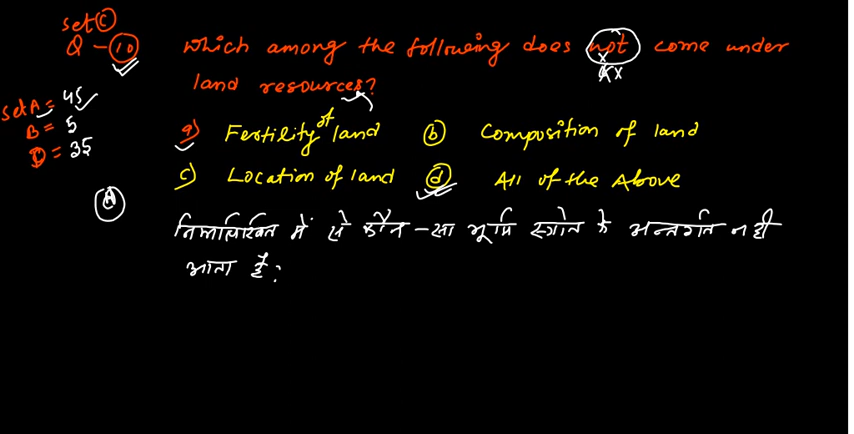 set C
Q - 10 which among the following does not come under
land resources?
set A = 45
B = 5
D = 35
a) Fertility of land b Composition of land
c) Location of land d All of the Above
A
निम्नलिखित में से कौन-सा भूमि स्त्रोत के अन्तर्गत नही
आता है?